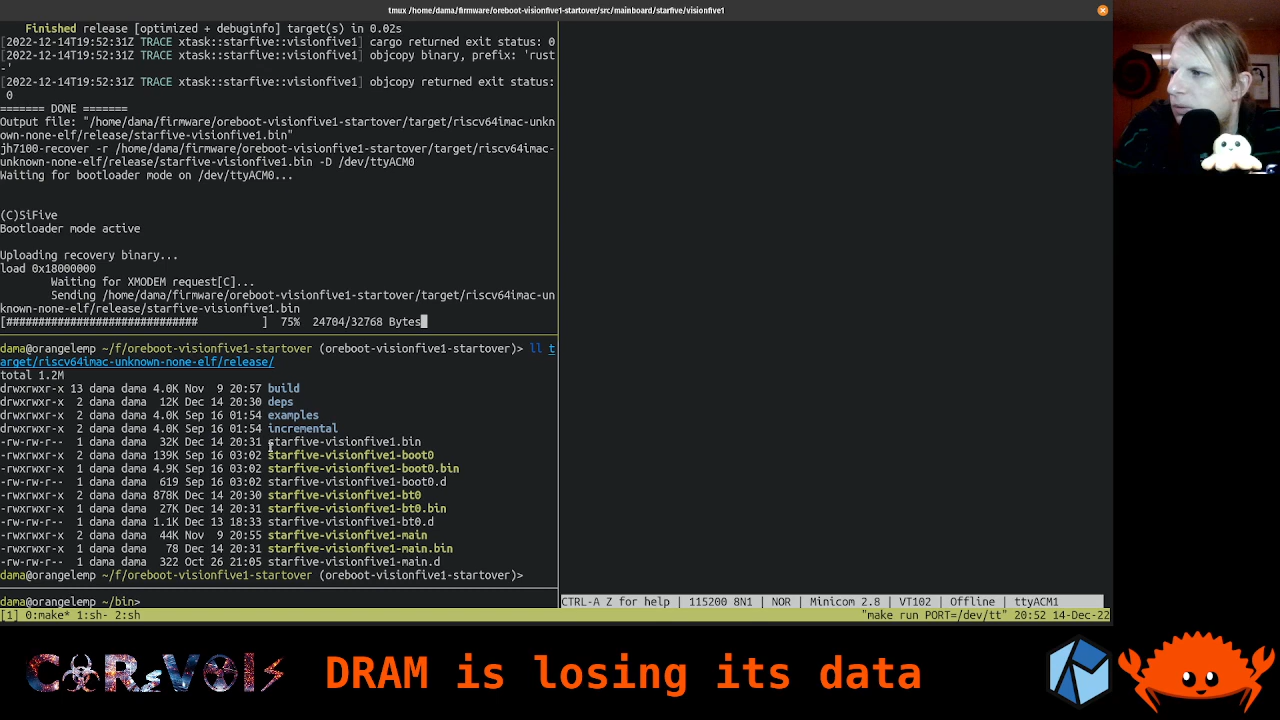 tmux /home/dama/firmware/oreboot-visionfive1-startover/src/mainboard/starfive/visionfive1
    Finished release [optimized + debuginfo] target(s) in 0.02s
[2022-12-14T19:52:31Z TRACE xtask::starfive::visionfive1] cargo returned exit status: 0
[2022-12-14T19:52:31Z TRACE xtask::starfive::visionfive1] objcopy binary, prefix: 'rust
-'
[2022-12-14T19:52:31Z TRACE xtask::starfive::visionfive1] objcopy returned exit status:
 0
======= DONE =======
Output file: "/home/dama/firmware/oreboot-visionfive1-startover/target/riscv64imac-unkn
own-none-elf/release/starfive-visionfive1.bin"
jh7100-recover -r /home/dama/firmware/oreboot-visionfive1-startover/target/riscv64imac-
unknown-none-elf/release/starfive-visionfive1.bin -D /dev/ttyACM0
Waiting for bootloader mode on /dev/ttyACM0...
(C)SiFive
Bootloader mode active
Uploading recovery binary...
load 0x18000000
        Waiting for XMODEM request[C]...
        Sending /home/dama/firmware/oreboot-visionfive1-startover/target/riscv64imac-un
known-none-elf/release/starfive-visionfive1.bin
[##############################          ]  75%  24704/32768 Bytes
dama@orangelemp ~/f/oreboot-visionfive1-startover (oreboot-visionfive1-startover)> ll t
arget/riscv64imac-unknown-none-elf/release/
total 1.2M
drwxrwxr-x 13 dama dama 4.0K Nov  9 20:57 build
drwxrwxr-x  2 dama dama  12K Dec 14 20:30 deps
drwxrwxr-x  2 dama dama 4.0K Sep 16 01:54 examples
drwxrwxr-x  2 dama dama 4.0K Sep 16 01:54 incremental
-rw-rw-r--  1 dama dama  32K Dec 14 20:31 starfive-visionfive1.bin
-rwxrwxr-x  2 dama dama 139K Sep 16 03:02 starfive-visionfive1-boot0
-rwxrwxr-x  1 dama dama 4.9K Sep 16 03:02 starfive-visionfive1-boot0.bin
-rw-rw-r--  1 dama dama  619 Sep 16 03:02 starfive-visionfive1-boot0.d
-rwxrwxr-x  2 dama dama 878K Dec 14 20:30 starfive-visionfive1-bt0
-rwxrwxr-x  1 dama dama  27K Dec 14 20:31 starfive-visionfive1-bt0.bin
-rw-rw-r--  1 dama dama 1.1K Dec 13 18:33 starfive-visionfive1-bt0.d
-rwxrwxr-x  2 dama dama  44K Nov  9 20:55 starfive-visionfive1-main
-rwxrwxr-x  1 dama dama   78 Dec 14 20:31 starfive-visionfive1-main.bin
-rw-rw-r--  1 dama dama  322 Oct 26 21:05 starfive-visionfive1-main.d
dama@orangelemp ~/f/oreboot-visionfive1-startover (oreboot-visionfive1-startover)>
dama@orangelemp ~/bin>
CTRL-A Z for help | 115200 8N1 | NOR | Minicom 2.8 | VT102 | Offline | ttyACM1
[1] 0:make* 1:sh- 2:sh
"make run PORT=/dev/tt" 20:52 14-Dec-22
DRAM is losing its data